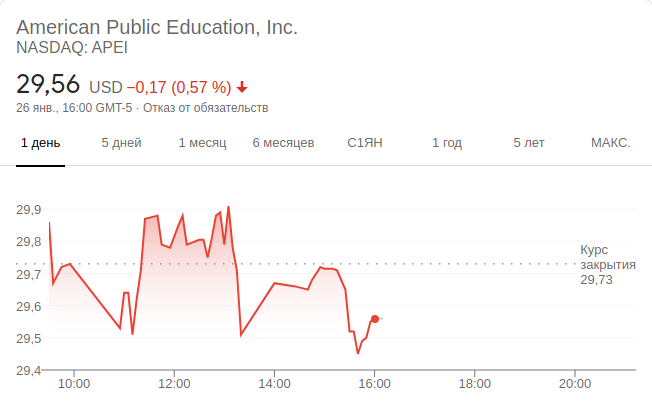 American Public Education, Inc.
NASDAQ: APEI
29,56 USD −0,17 (0,57 %)
26 янв., 16:00 GMT-5 · Отказ от обязательств
1 день 5 дней 1 месяц 6 месяцев С1ЯН 1 год 5 лет МАКС.
29,9
29,8
29,7
29,6
29,5
29,4
Курс
закрытия
29,73
10:00 12:00 14:00 16:00 18:00 20:00